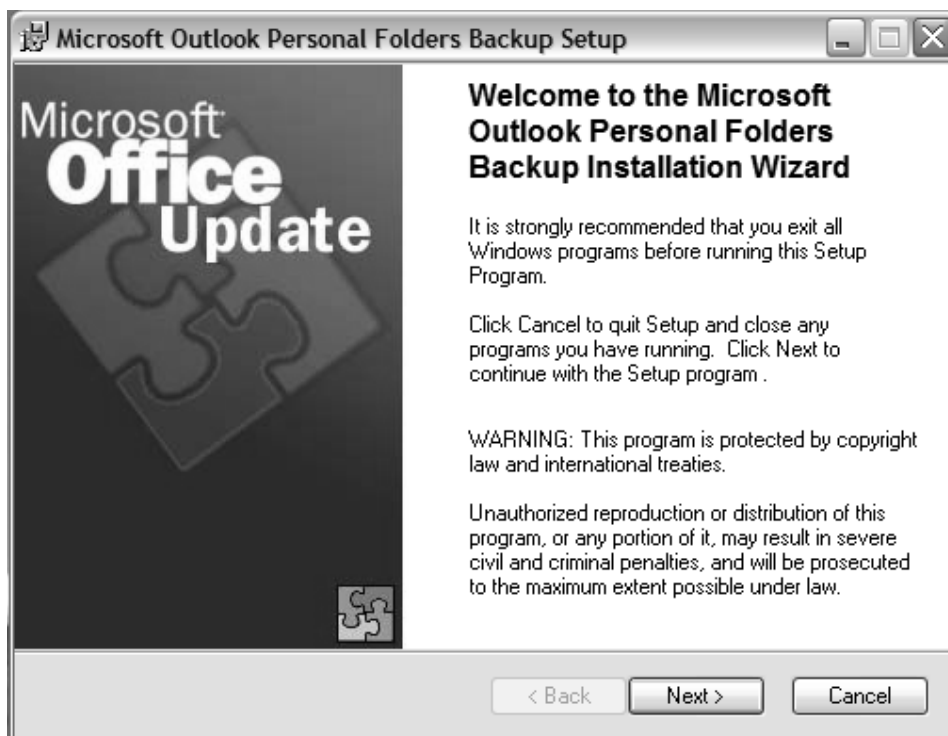 Microsoft Outlook Personal Folders Backup Setup
Microsoft
Office
Update
Welcome to the Microsoft
Outlook Personal Folders
Backup Installation Wizard
It is strongly recommended that you exit all
Windows programs before running this Setup
Program.
Click Cancel to quit Setup and close any
programs you have running.  Click Next to
continue with the Setup program .
WARNING: This program is protected by copyright
law and international treaties.
Unauthorized reproduction or distribution of this
program, or any portion of it, may result in severe
civil and criminal penalties, and will be prosecuted
to the maximum extent possible under law.
< Back Next > Cancel